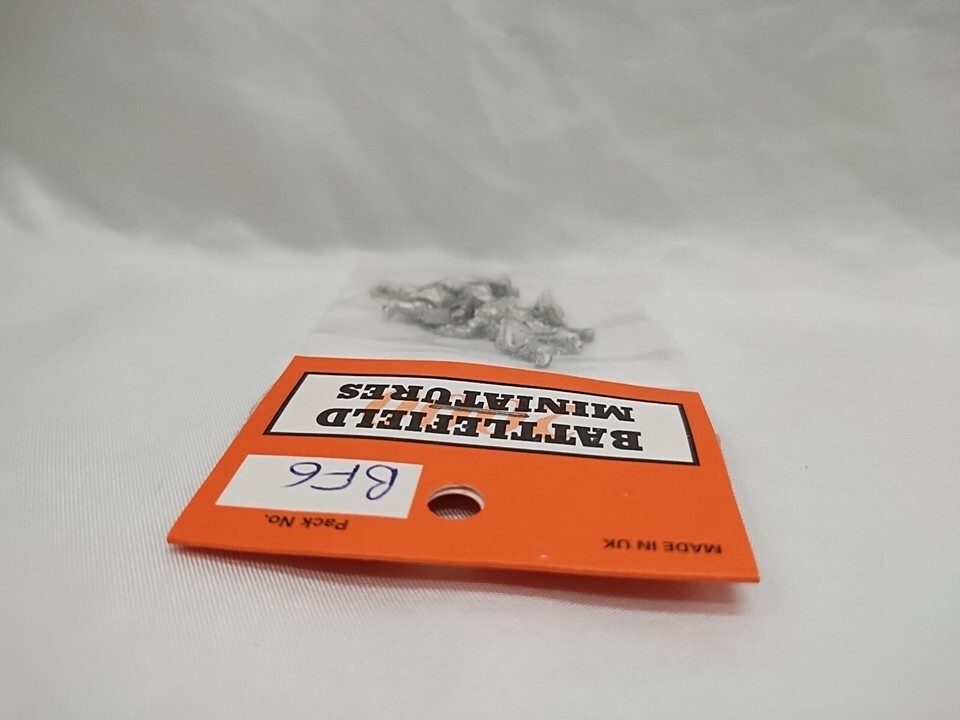 MADE IN UK
Pack No.
BF6
BATTLEFIELD
MINIATURES